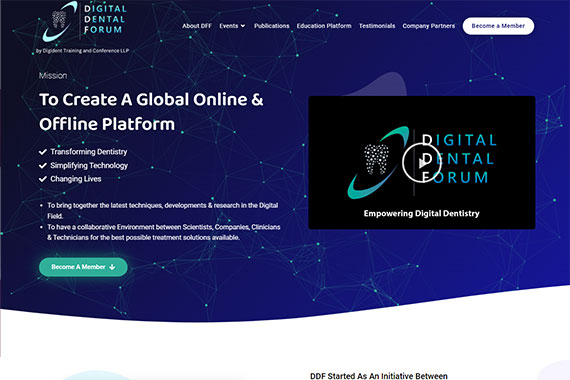 DIGITAL
DENTAL
FORUM
by Digident Training and Conference LLP
About DFF Events Publications Education Platform Testimonials Company Partners Become a Member
Mission
To Create A Global Online &
Offline Platform
Transforming Dentistry
Simplifying Technology
Changing Lives
To bring together the latest techniques, developments & research in the Digital
Field.
To have a collaborative Environment between Scientists, Companies, Clinicians
& Technicians for the best possible treatment solutions available.
Become A Member
DIGITAL
DENTAL
FORUM
Empowering Digital Dentistry
DDF Started As An Initiative Between